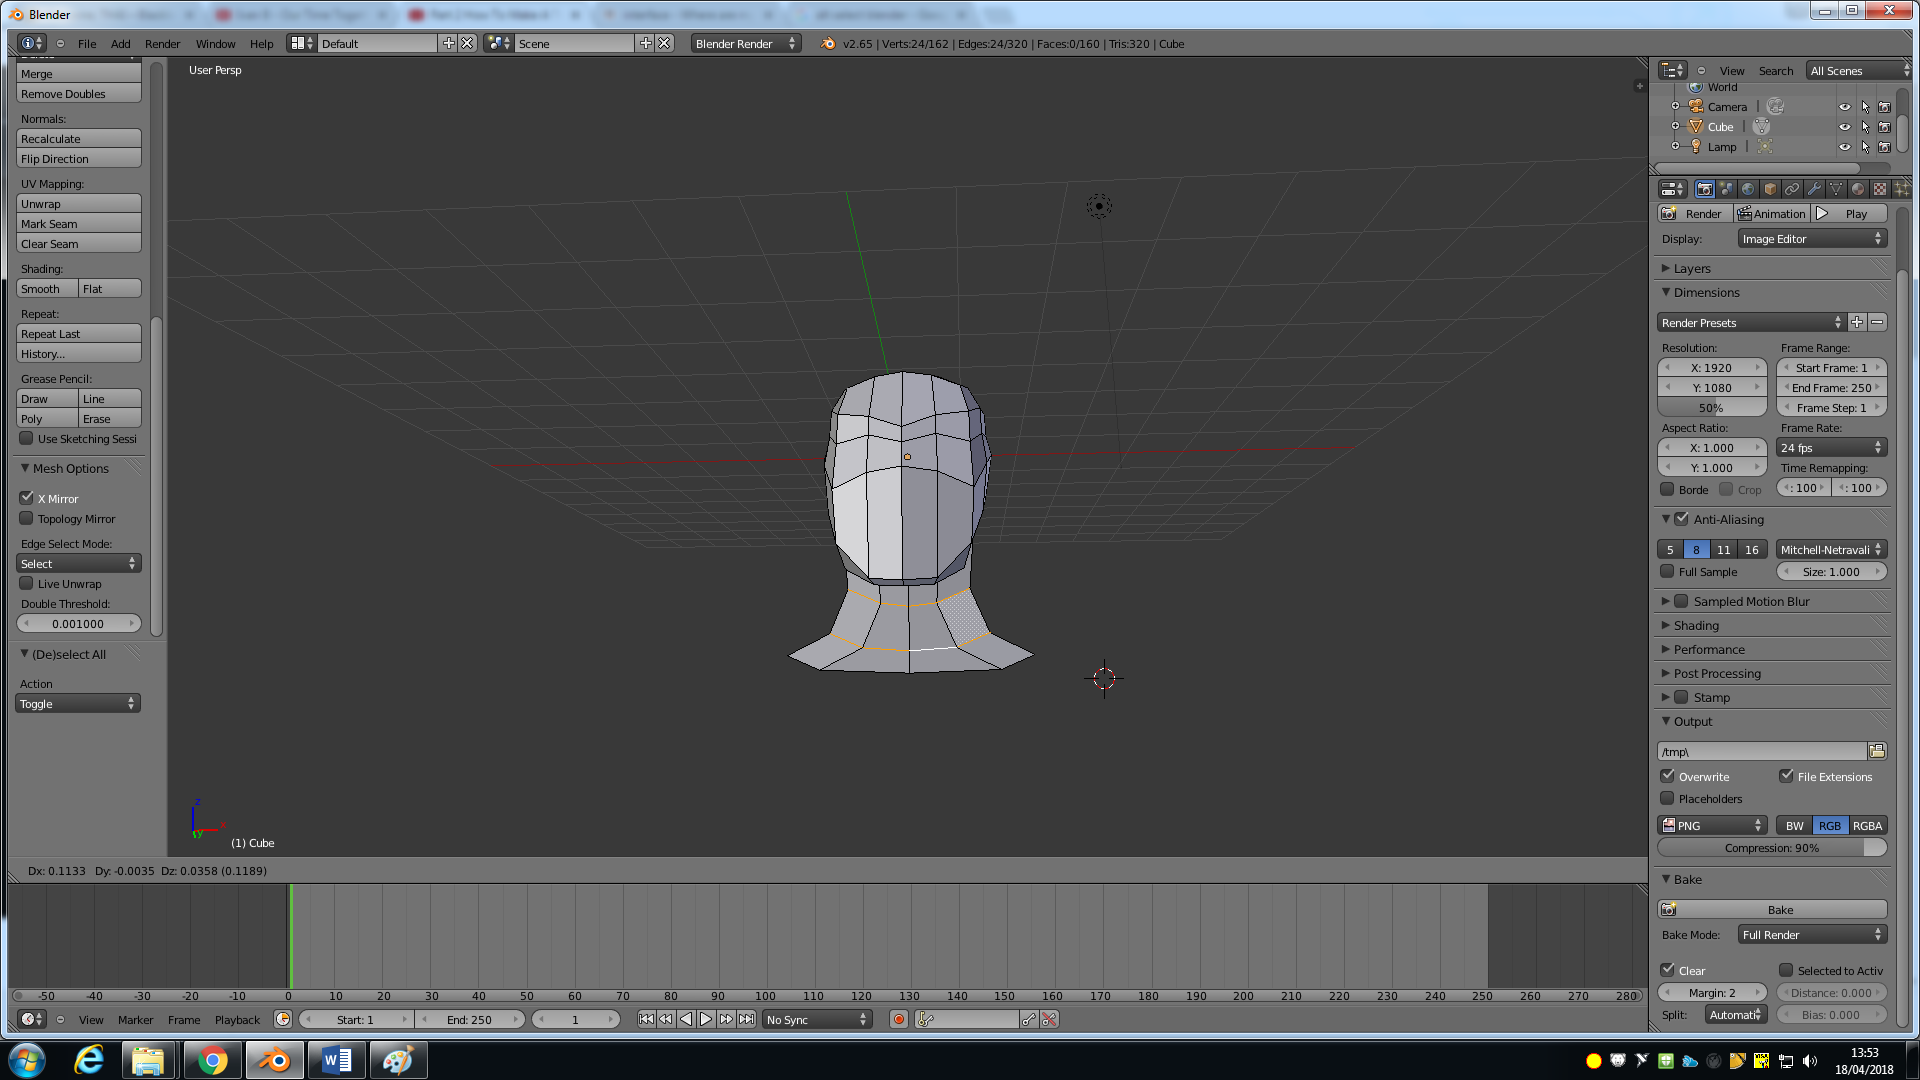 Blender
File Add Render Window Help Default Scene Blender Render v2.65 | Verts:24/162 | Edges:24/320 | Faces:0/160 | Tris:320 | Cube
Merge
Remove Doubles
Normals:
Recalculate
Flip Direction
UV Mapping:
Unwrap
Mark Seam
Clear Seam
Shading:
Smooth Flat
Repeat:
Repeat Last
History...
Grease Pencil:
Draw Line
Poly Erase
Use Sketching Sessi
Mesh Options
X Mirror
Topology Mirror
Edge Select Mode:
Select
Live Unwrap
Double Threshold:
0.001000
(De)select All
Action
Toggle
User Persp
z
x
y
(1) Cube
Dx: 0.1133 Dy: -0.0035 Dz: 0.0358 (0.1189)
View Search All Scenes
World
Camera |
Cube |
Lamp |
Render Animation Play
Display: Image Editor
Layers
Dimensions
Render Presets
Resolution: Frame Range:
X: 1920 Start Frame: 1
Y: 1080 End Frame: 250
50% Frame Step: 1
Aspect Ratio: Frame Rate:
X: 1.000 24 fps
Y: 1.000 Time Remapping:
Borde Crop : 100 : 100
Anti-Aliasing
5 8 11 16 Mitchell-Netravali
Full Sample Size: 1.000
Sampled Motion Blur
Shading
Performance
Post Processing
Stamp
Output
/tmp\
Overwrite File Extensions
Placeholders
PNG BW RGB RGBA
Compression: 90%
Bake
Bake
Bake Mode: Full Render
Clear Selected to Activ
Margin: 2 Distance: 0.000
Split: Automati Bias: 0.000
-50 -40 -30 -20 -10 0 10 20 30 40 50 60 70 80 90 100 110 120 130 140 150 160 170 180 190 200 210 220 230 240 250 260 270 280
View Marker Frame Playback Start: 1 End: 250 1 No Sync
13:53
18/04/2018